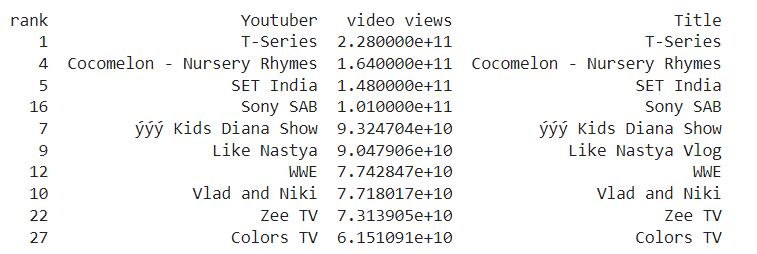 rank Youtuber video views Title
1 T-Series 2.280000e+11 T-Series
4 Cocomelon - Nursery Rhymes 1.640000e+11 Cocomelon - Nursery Rhymes
5 SET India 1.480000e+11 SET India
16 Sony SAB 1.010000e+11 Sony SAB
7 ýýý Kids Diana Show 9.324704e+10 ýýý Kids Diana Show
9 Like Nastya 9.047906e+10 Like Nastya Vlog
12 WWE 7.742847e+10 WWE
10 Vlad and Niki 7.718017e+10 Vlad and Niki
22 Zee TV 7.313905e+10 Zee TV
27 Colors TV 6.151091e+10 Colors TV